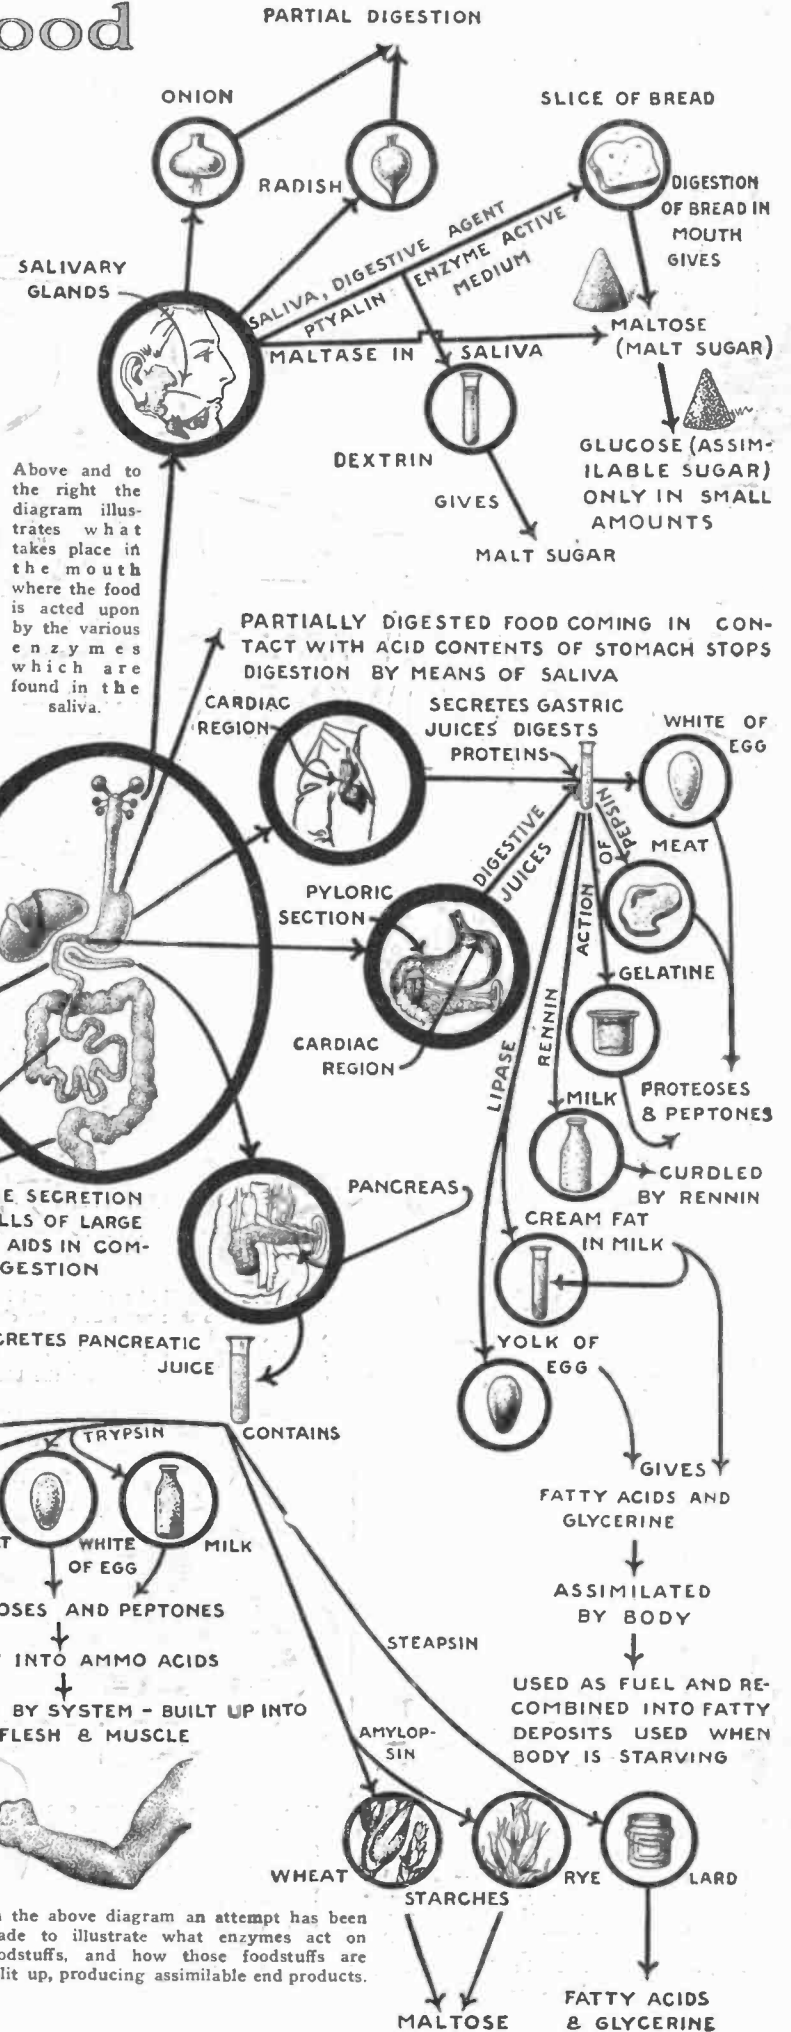 ood
PARTIAL DIGESTION
ONION
SLICE OF BREAD
RADISH
DIGESTION
OF BREAD IN
MOUTH
GIVES
SALIVARY
GLANDS
SALIVA, DIGESTIVE AGENT
PTYALIN ENZYME ACTIVE
MEDIUM
MALTASE IN SALIVA
MALTOSE
(MALT SUGAR)
DEXTRIN
GIVES
MALT SUGAR
GLUCOSE (ASSIM-
ILABLE SUGAR)
ONLY IN SMALL
AMOUNTS
Above and to
the right the
diagram illus-
trates what
takes place in
the mouth
where the food
is acted upon
by the various
enzymes
which are
found in the
saliva.
PARTIALLY DIGESTED FOOD COMING IN CON-
TACT WITH ACID CONTENTS OF STOMACH STOPS
DIGESTION BY MEANS OF SALIVA
CARDIAC
REGION
SECRETES GASTRIC
JUICES DIGESTS
PROTEINS
WHITE OF
EGG
DIGESTIVE
JUICES
ACTION OF PEPSIN
MEAT
PYLORIC
SECTION
GELATINE
CARDIAC
REGION
LIPASE
RENNIN
MILK
PROTEOSES
& PEPTONES
CURDLED
BY RENNIN
E SECRETION
LLS OF LARGE
AIDS IN COM-
GESTION
PANCREAS
CREAM FAT
IN MILK
CRETES PANCREATIC
JUICE
YOLK OF
EGG
CONTAINS
TRYPSIN
GIVES
FATTY ACIDS AND
GLYCERINE
T
WHITE
OF EGG
MILK
OSES AND PEPTONES
INTO AMMO ACIDS
BY SYSTEM - BUILT UP INTO
FLESH & MUSCLE
ASSIMILATED
BY BODY
STEAPSIN
USED AS FUEL AND RE-
COMBINED INTO FATTY
DEPOSITS USED WHEN
BODY IS STARVING
AMYLOP-
SIN
WHEAT
RYE
LARD
STARCHES
n the above diagram an attempt has been
ade to illustrate what enzymes act on
odstuffs, and how those foodstuffs are
lit up, producing assimilable end products.
MALTOSE
FATTY ACIDS
& GLYCERINE